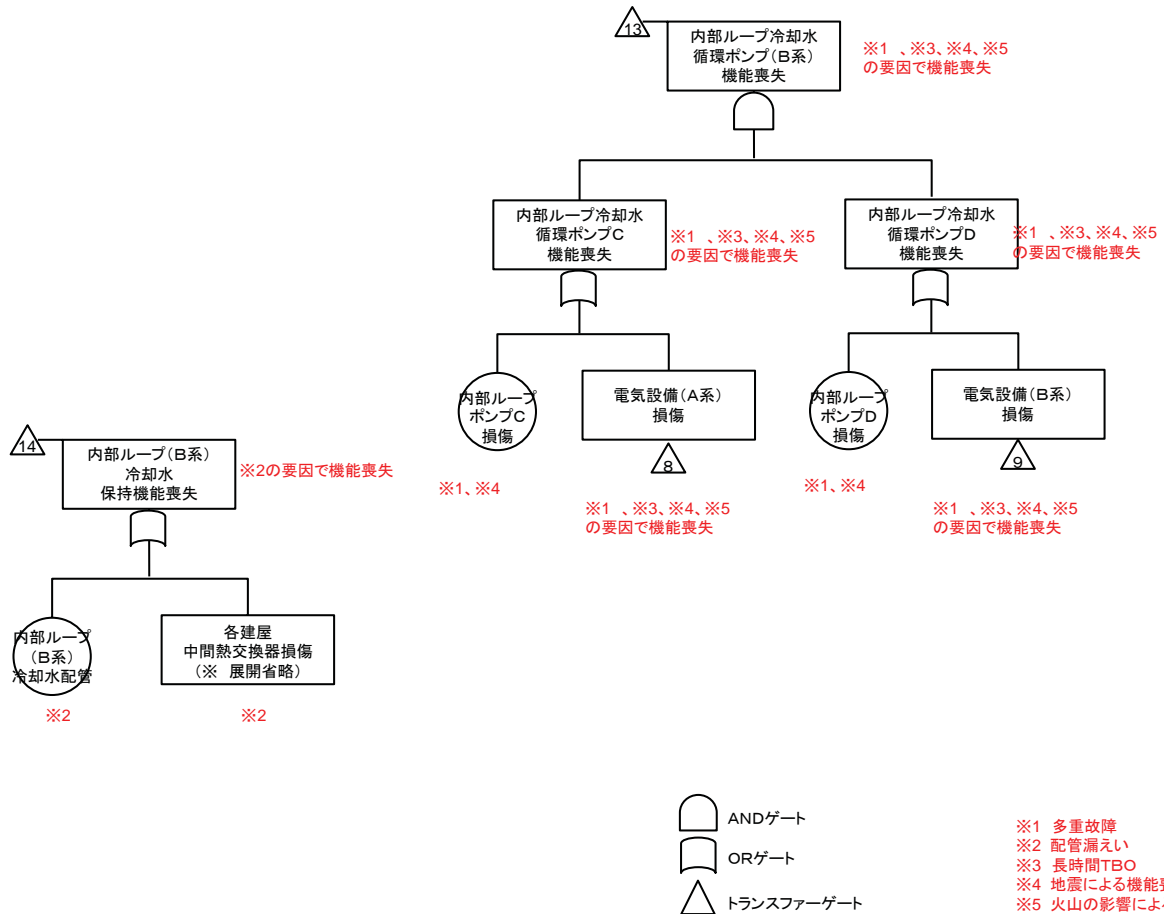 13
内部ループ冷却水
循環ポンプ(B系)
機能喪失
※1 、※3、※4、※5
の要因で機能喪失
内部ループ冷却水
循環ポンプC
機能喪失
※1 、※3、※4、※5
の要因で機能喪失
内部ループ冷却水
循環ポンプD
機能喪失
※1 、※3、※4、※5
の要因で機能喪失
内部ループ
ポンプC
損傷
※1、※4
電気設備(A系)
損傷
8
※1 、※3、※4、※5
の要因で機能喪失
内部ループ
ポンプD
損傷
※1、※4
電気設備(B系)
損傷
9
※1 、※3、※4、※5
の要因で機能喪失
14
内部ループ(B系)
冷却水
保持機能喪失
※2の要因で機能喪失
内部ループ
(B系)
冷却水配管
※2
各建屋
中間熱交換器損傷
(※ 展開省略)
※2
ANDゲート
ORゲート
トランスファーゲート
※1 多重故障
※2 配管漏えい
※3 長時間TBO
※4 地震による機能
※5 火山の影響によ